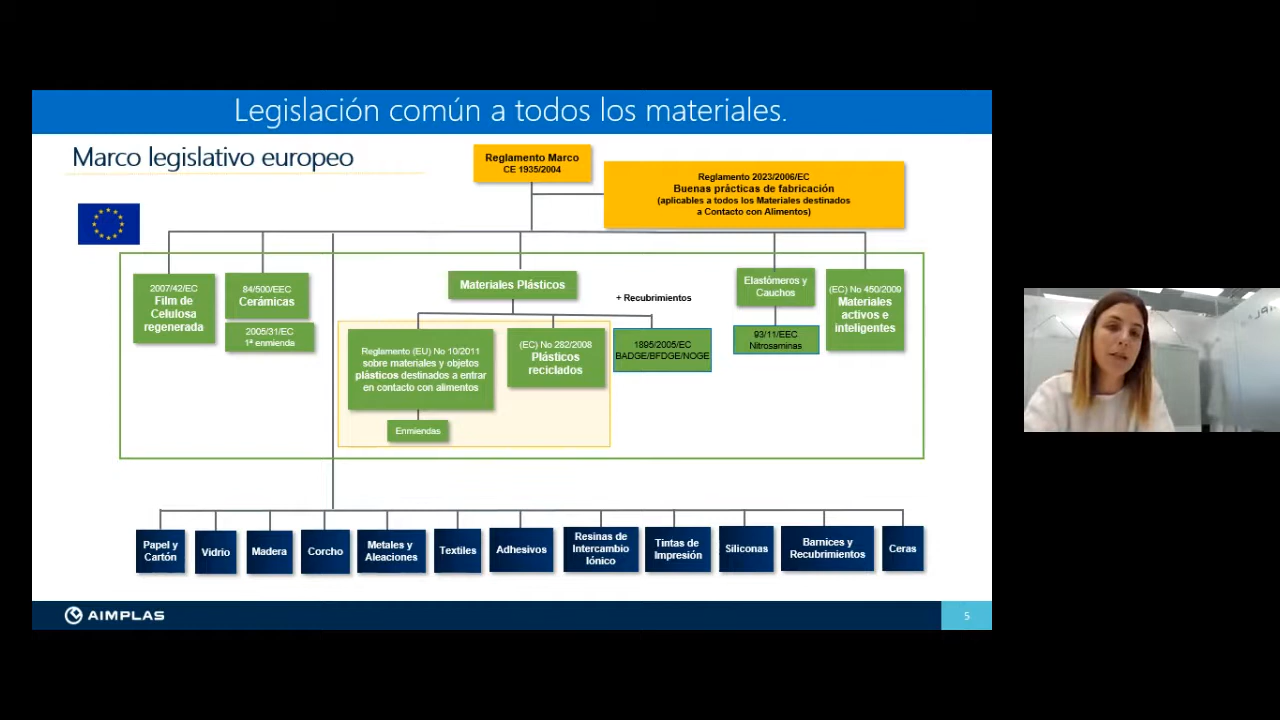 Legislación común a todos los materiales.
Marco legislativo europeo
Reglamento Marco
CE 1935/2004
Reglamento 2023/2006/EC
Buenas prácticas de fabricación
(aplicables a todos los Materiales destinados
a Contacto con Alimentos)
2007/42/EC
Film de
Celulosa
regenerada
84/500/EEC
Cerámicas
2005/31/EC
1ª enmienda
Materiales Plásticos
+ Recubrimientos
Reglamento (EU) No 10/2011
sobre materiales y objetos
plásticos destinados a entrar
en contacto con alimentos
Enmiendas
(EC) No 282/2008
Plásticos
reciclados
1895/2005/EC
BADGE/BFDGE/NOGE
Elastómeros y
Cauchos
93/11/EEC
Nitrosaminas
(EC) No 450/2009
Materiales
activos e
inteligentes
Papel y
Cartón
Vidrio
Madera
Corcho
Metales y
Aleaciones
Textiles
Adhesivos
Resinas de
Intercambio
Iónico
Tintas de
Impresión
Siliconas
Barnices y
Recubrimientos
Ceras
AIMPLAS
5